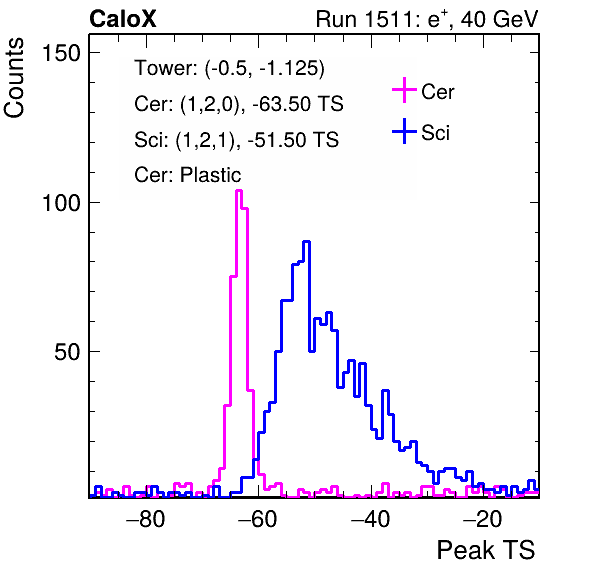 CaloX Run 1511: e⁺, 40 GeV
Counts
150
100
50
Tower: (-0.5, -1.125)
Cer: (1,2,0), -63.50 TS
Sci: (1,2,1), -51.50 TS
Cer: Plastic
Cer
Sci
−80 −60 −40 −20
Peak TS